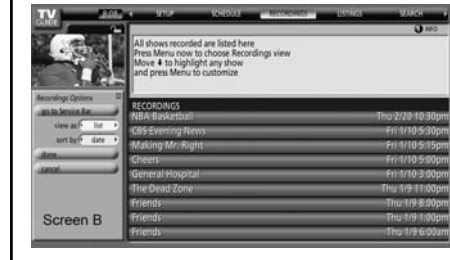 TV GUIDE
8:08
SETUP SCHEDULE RECORDINGS LISTINGS SEARCH
INFO
All shows recorded are listed here
Press Menu now to choose Recordings view
Move ↓ to highlight any show
and press Menu to customize
Recordings Options
go to Service Bar
view as: list
sort by: date
done
cancel
Screen B
RECORDINGS
NBA Basketball Thu 2/20 10:30pm
CBS Evening News Fri 1/10 5:30pm
Making Mr. Right Fri 1/10 5:15pm
Cheers Fri 1/10 5:00pm
General Hospital Fri 1/10 3:00pm
The Dead Zone Thu 1/9 11:00pm
Friends Thu 1/9 8:00pm
Friends Thu 1/9 1:00pm
Friends Thu 1/9 6:00am